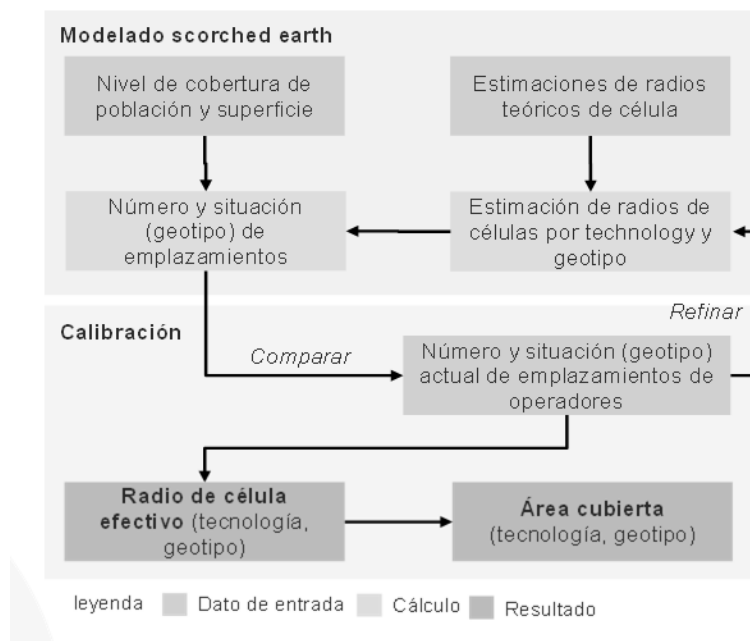 Modelado scorched earth
Nivel de cobertura de
población y superficie
Estimaciones de radios
teóricos de célula
Número y situación
(geotipo) de
emplazamientos
Estimación de radios de
células por technology y
geotipo
Refinar
Calibración
Comparar
Número y situación (geotipo)
actual de emplazamientos de
operadores
Radio de célula
efectivo (tecnología,
geotipo)
Área cubierta
(tecnología, geotipo)
leyenda
Dato de entrada
Cálculo
Resultado